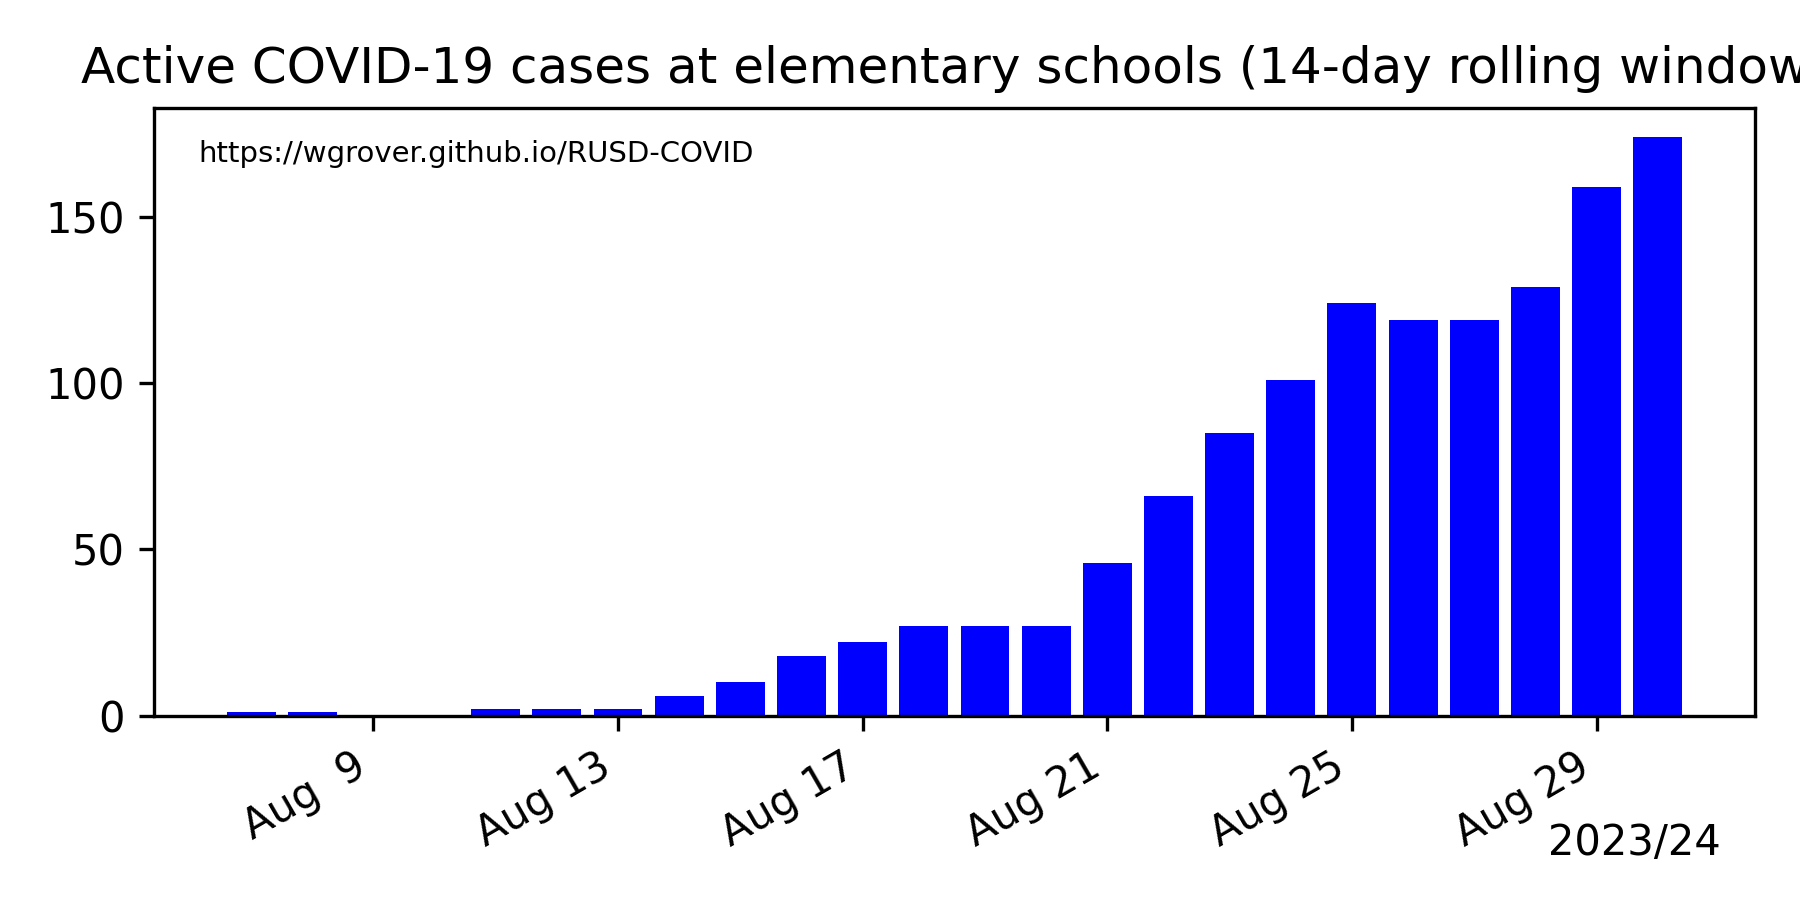 Active COVID-19 cases at elementary schools (14-day rolling window
https://wgrover.github.io/RUSD-COVID
150
100
50
0
Aug 9
Aug 13
Aug 17
Aug 21
Aug 25
Aug 29
2023/24